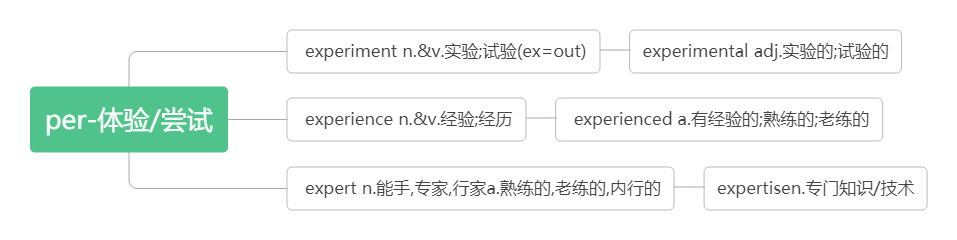 experiment n.&v.实验;试验(ex=out)
experimental adj.实验的;试验的
per-体验/尝试
experience n.&v.经验;经历
experienced a.有经验的;熟练的;老练的
expert n.能手,专家,行家a.熟练的,老练的,内行的
expertisen.专门知识/技术